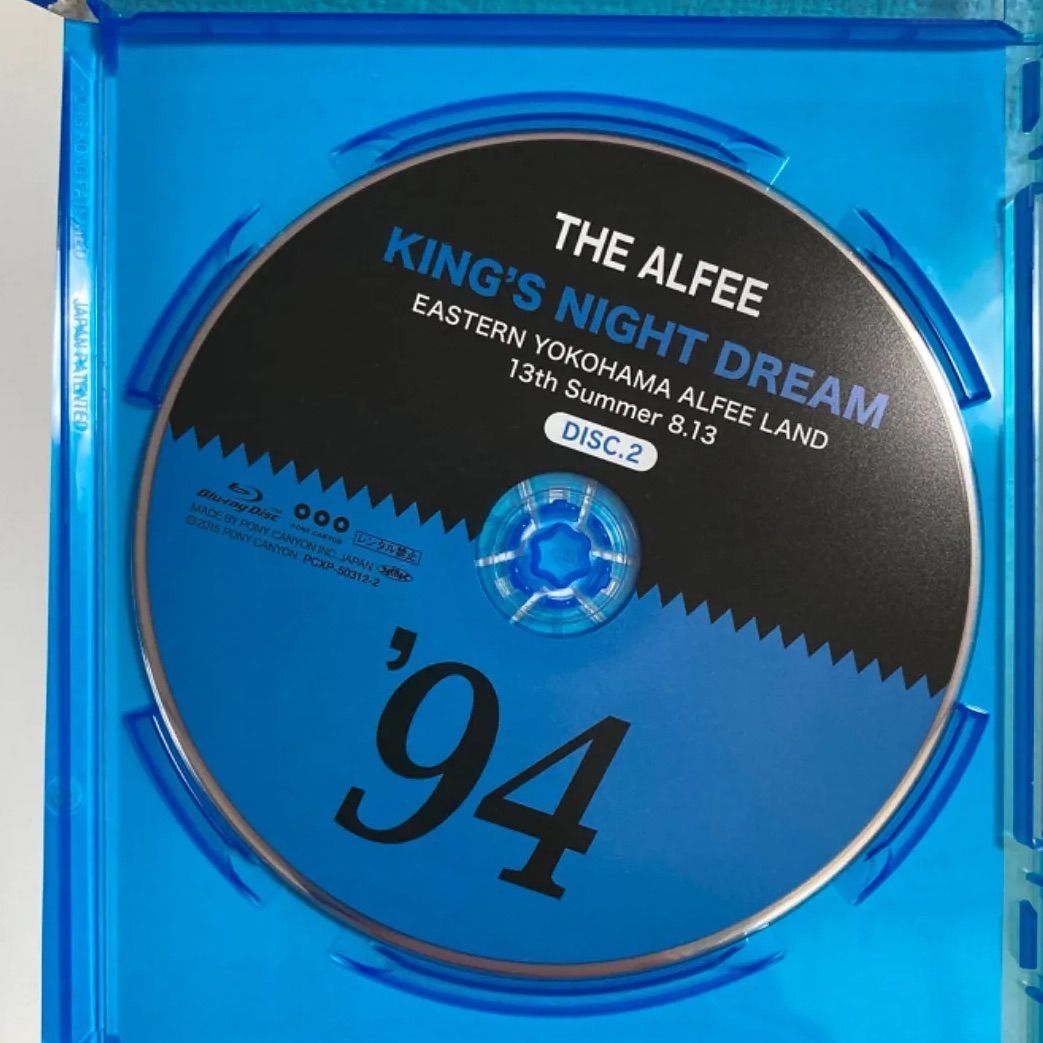 THE ALFEE
KING'S NIGHT DREAM
EASTERN YOKOHAMA ALFEE LAND
13th Summer 8.13
DISC.2
Blu-ray Disc
PONY CANYON
レンタル禁止
MADE BY PONY CANYON INC. JAPAN
©2015 PONY CANYON PCXP-50312-2
'94
JAPAN PATENTED